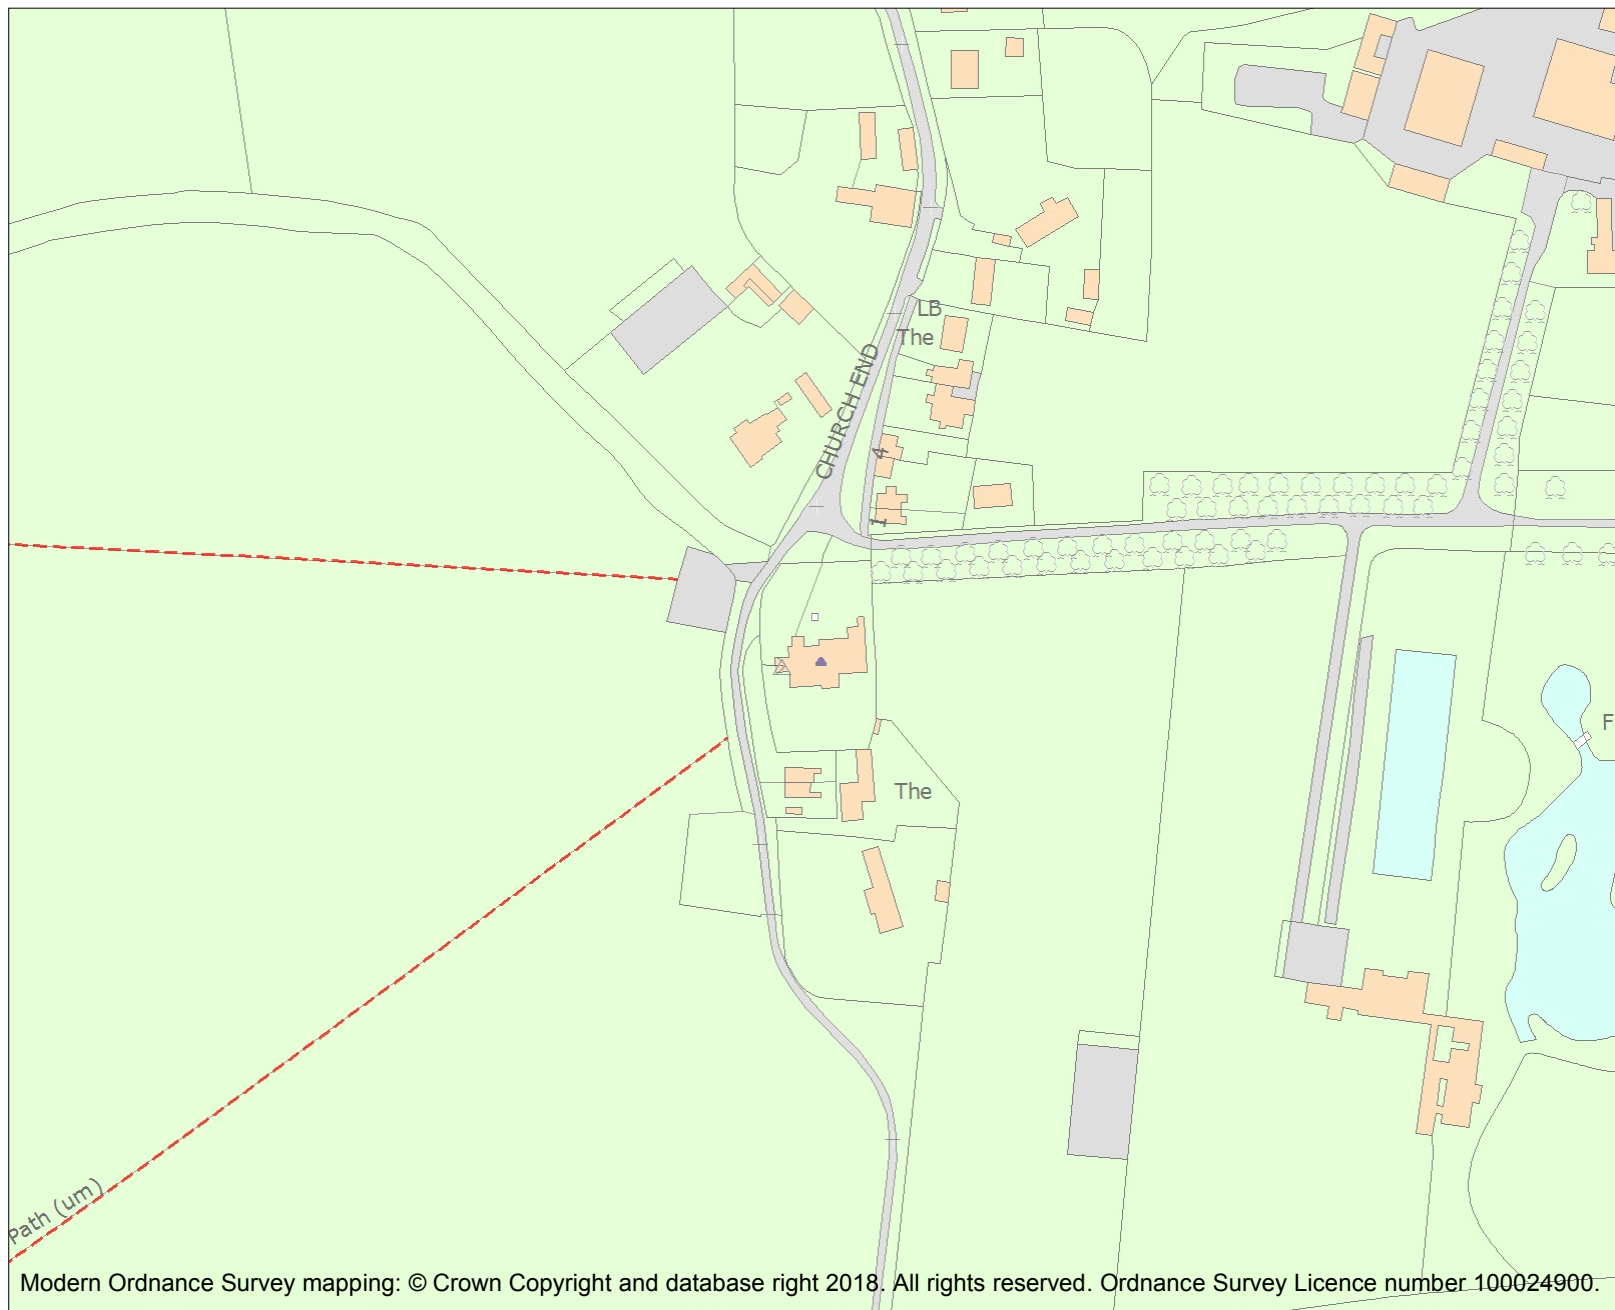 LB
The
CHURCH END
4
1
F
The
Path (um)
Modern Ordnance Survey mapping: © Crown Copyright and database right 2018. All rights reserved. Ordnance Survey Licence number 100024900.